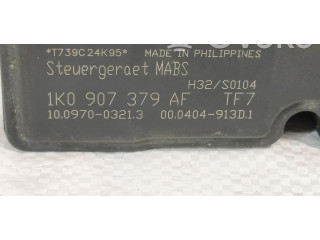 *T739C24K95* MADE IN PHILIPPINES
Steuergeraet MABS
H32/S0104
1K0 907 379 AF TF7
10.0970-0321.3 00.0404-913D.1